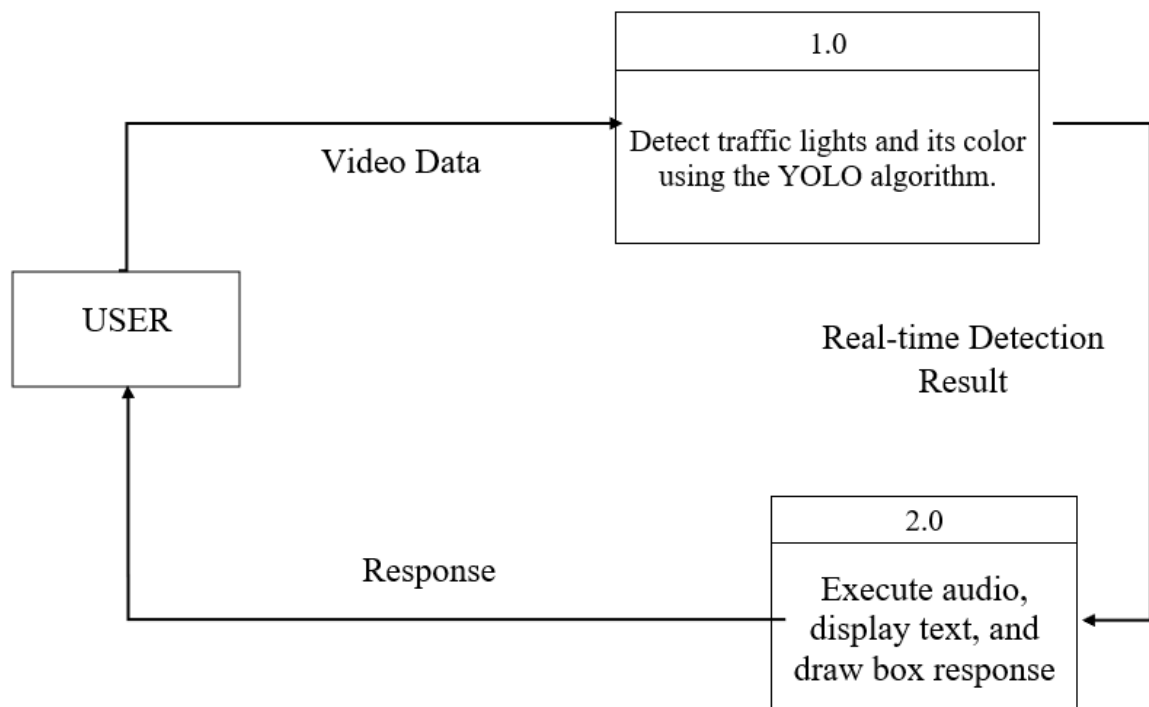 1.0
Detect traffic lights and its color
using the YOLO algorithm.
Video Data
USER
Real-time Detection
Result
2.0
Execute audio,
display text, and
draw box response
Response